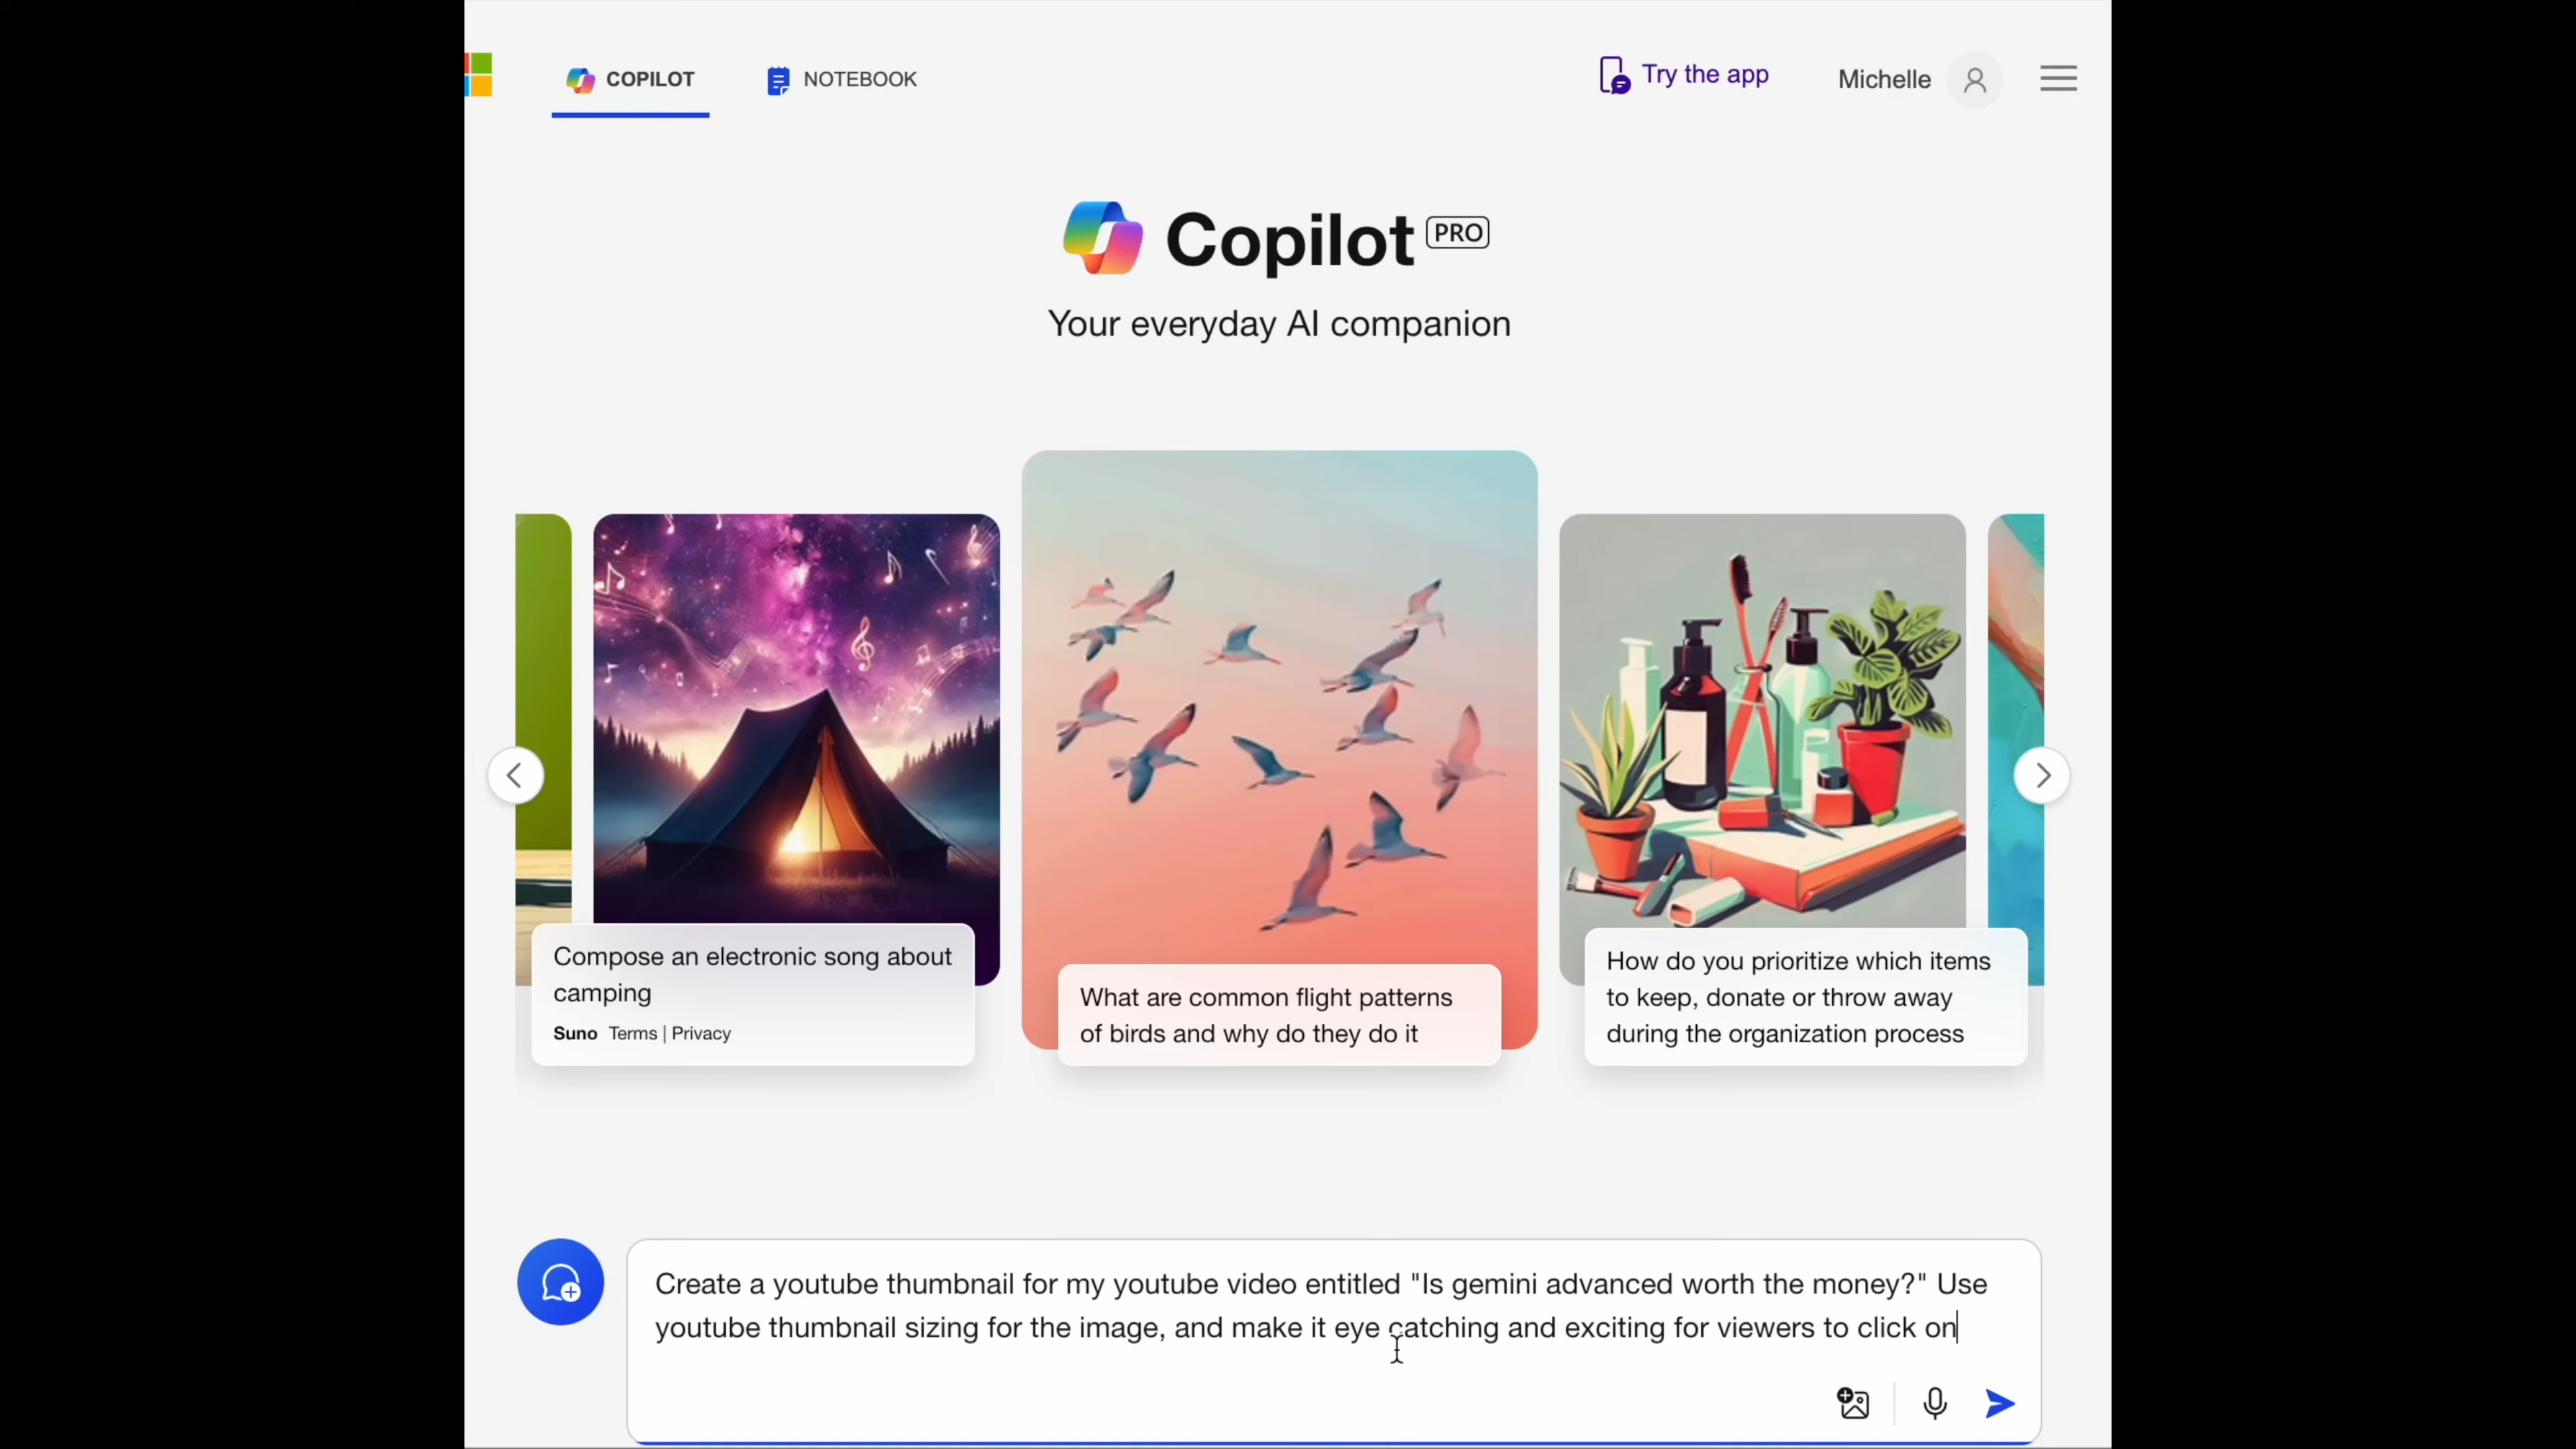 COPILOT
NOTEBOOK
Try the app
Michelle
Copilot PRO
Your everyday AI companion
Compose an electronic song about
camping
Suno Terms | Privacy
What are common flight patterns
of birds and why do they do it
How do you prioritize which items
to keep, donate or throw away
during the organization process
Create a youtube thumbnail for my youtube video entitled "Is gemini advanced worth the money?" Use
youtube thumbnail sizing for the image, and make it eye catching and exciting for viewers to click on